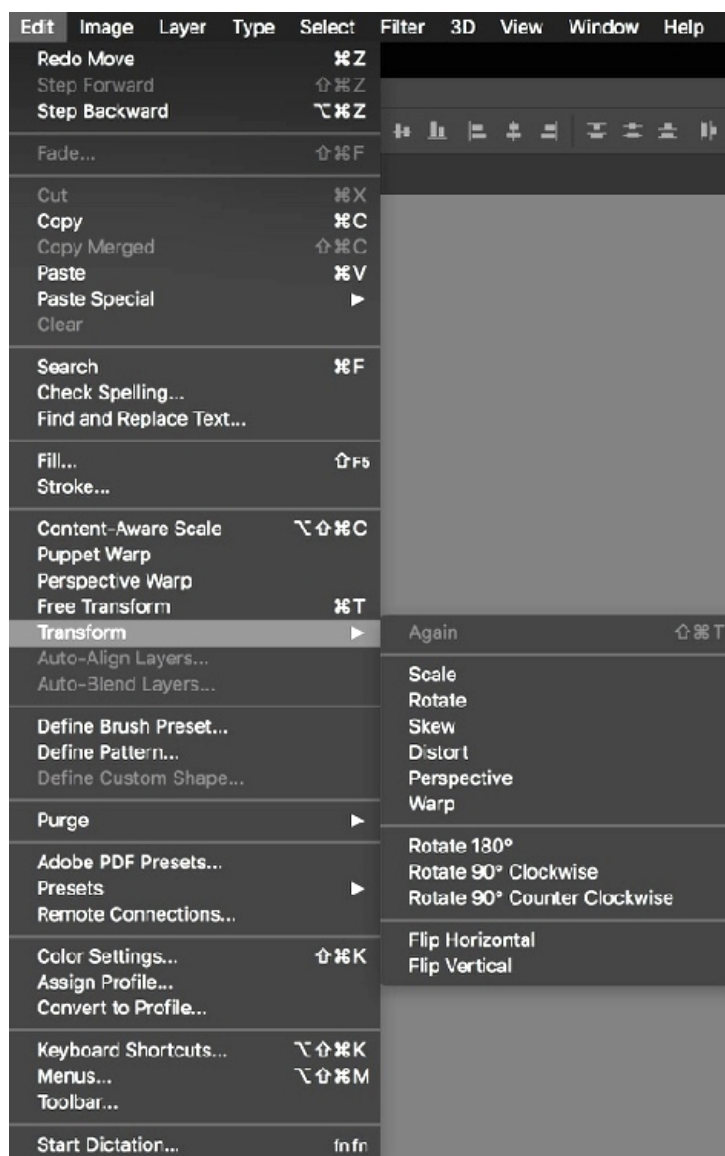 Edit Image Layer Type Select Filter 3D View Window Help
Redo Move ⌘Z
Step Forward ⇧⌘Z
Step Backward ⌥⌘Z
Fade... ⇧⌘F
Cut ⌘X
Copy ⌘C
Copy Merged ⇧⌘C
Paste ⌘V
Paste Special ▶
Clear
Search ⌘F
Check Spelling...
Find and Replace Text...
Fill... ⇧F5
Stroke...
Content-Aware Scale ⌥⇧⌘C
Puppet Warp
Perspective Warp
Free Transform ⌘T
Transform ▶
Auto-Align Layers...
Auto-Blend Layers...
Define Brush Preset...
Define Pattern...
Define Custom Shape...
Purge ▶
Adobe PDF Presets...
Presets ▶
Remote Connections...
Color Settings... ⇧⌘K
Assign Profile...
Convert to Profile...
Keyboard Shortcuts... ⌥⇧⌘K
Menus... ⌥⇧⌘M
Toolbar...
Start Dictation... fn fn
Again ⇧⌘T
Scale
Rotate
Skew
Distort
Perspective
Warp
Rotate 180°
Rotate 90° Clockwise
Rotate 90° Counter Clockwise
Flip Horizontal
Flip Vertical